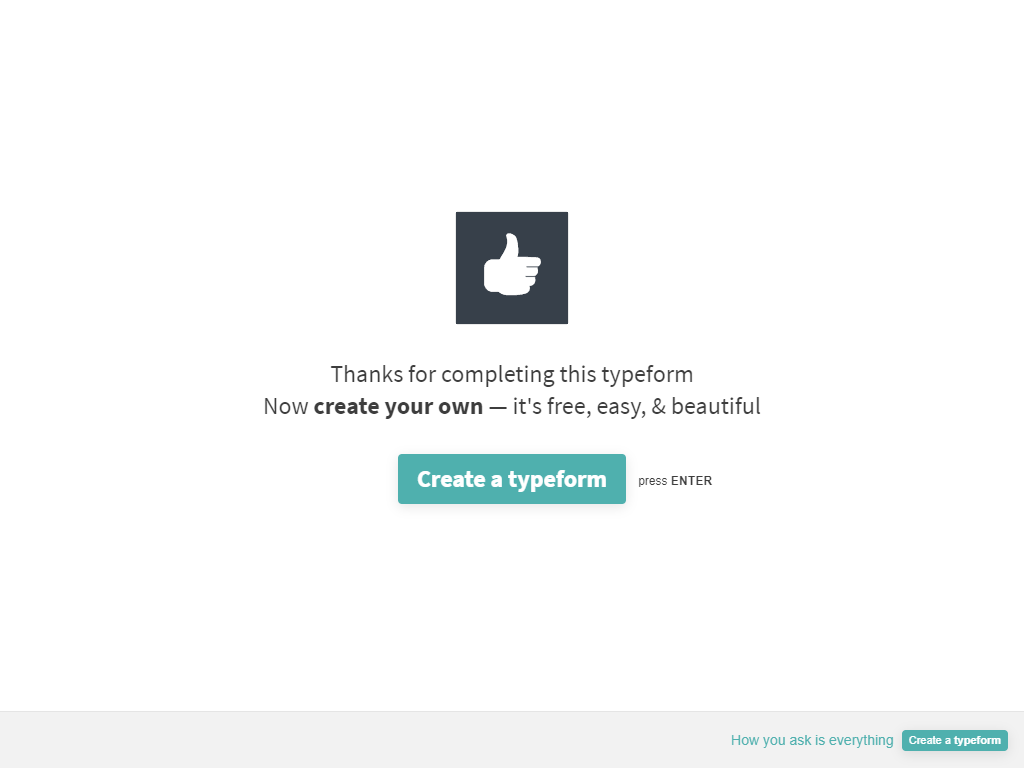 Thanks for completing this typeform
Now create your own — it's free, easy, & beautiful
Create a typeform
press ENTER
How you ask is everything
Create a typeform